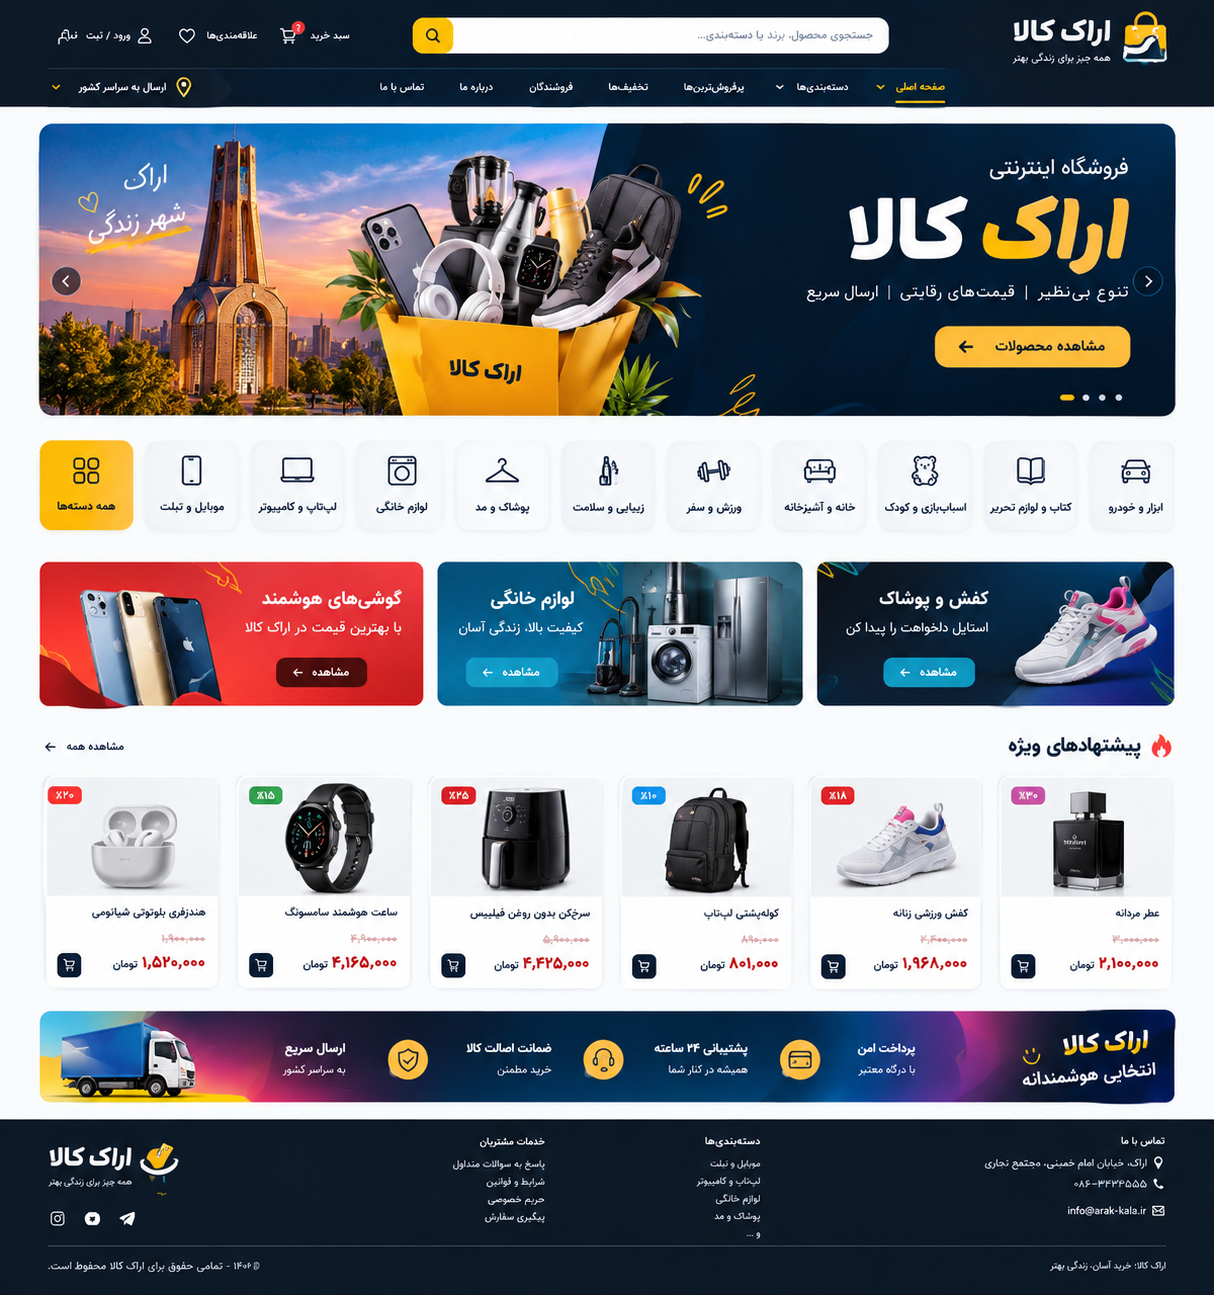 اراک کالا
همه چیز برای زندگی بهتر
جستجوی محصول، برند یا دسته‌بندی...
سبد خرید
علاقه‌مندی‌ها
ورود / ثبت
صفحه اصلی
دسته‌بندی‌ها
پرفروش‌ترین‌ها
تخفیف‌ها
فروشندگان
درباره ما
تماس با ما
ارسال به سراسر کشور
فروشگاه اینترنتی
اراک کالا
تنوع بی‌نظیر | قیمت‌های رقابتی | ارسال سریع
مشاهده محصولات
اراک
شهر زندگی
اراک کالا
همه دسته‌ها
موبایل و تبلت
لپ‌تاپ و کامپیوتر
لوازم خانگی
پوشاک و مد
زیبایی و سلامت
ورزش و سفر
خانه و آشپزخانه
اسباب‌بازی و کودک
کتاب و لوازم تحریر
ابزار و خودرو
کفش و پوشاک
استایل دلخواهت را پیدا کن
مشاهده
لوازم خانگی
کیفیت بالا، زندگی آسان
مشاهده
گوشی‌های هوشمند
با بهترین قیمت در اراک کالا
مشاهده
پیشنهادهای ویژه
مشاهده همه
٪۳۰
عطر مردانه
۳,۰۰۰,۰۰۰
۲,۱۰۰,۰۰۰ تومان
٪۱۸
کفش ورزشی زنانه
۲,۴۰۰,۰۰۰
۱,۹۶۸,۰۰۰ تومان
٪۱۰
کوله‌پشتی لپ‌تاپ
۸۹۰,۰۰۰
۸۰۱,۰۰۰ تومان
٪۲۵
سرخ‌کن بدون روغن فیلیپس
۵,۹۰۰,۰۰۰
۴,۴۲۵,۰۰۰ تومان
٪۱۵
ساعت هوشمند سامسونگ
۴,۹۰۰,۰۰۰
۴,۱۶۵,۰۰۰ تومان
٪۲۰
هندزفری بلوتوثی شیائومی
۱,۹۰۰,۰۰۰
۱,۵۲۰,۰۰۰ تومان
اراک کالا
انتخابی هوشمندانه
پرداخت امن
با درگاه معتبر
پشتیبانی ۲۴ ساعته
همیشه در کنار شما
ضمانت اصالت کالا
خرید مطمئن
ارسال سریع
به سراسر کشور
تماس با ما
اراک، خیابان امام خمینی، مجتمع تجاری
info@arak-kala.ir
دسته‌بندی‌ها
موبایل و تبلت
لپ‌تاپ و کامپیوتر
لوازم خانگی
پوشاک و مد
و ...
خدمات مشتریان
پاسخ به سوالات متداول
شرایط و قوانین
حریم خصوصی
پیگیری سفارش
اراک کالا
همه چیز برای زندگی بهتر
اراک کالا؛ خرید آسان، زندگی بهتر
- تمامی حقوق برای اراک کالا محفوظ است.